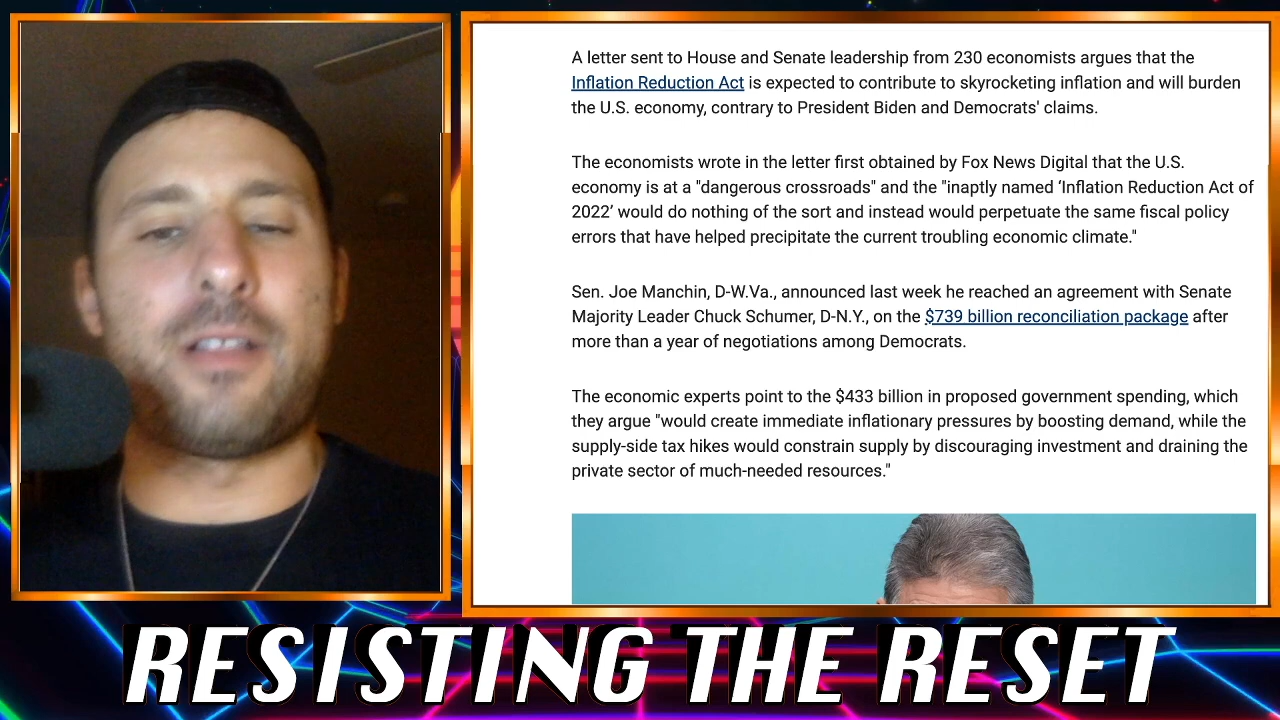 A letter sent to House and Senate leadership from 230 economists argues that the
Inflation Reduction Act is expected to contribute to skyrocketing inflation and will burden
the U.S. economy, contrary to President Biden and Democrats' claims.
The economists wrote in the letter first obtained by Fox News Digital that the U.S.
economy is at a "dangerous crossroads" and the "inaptly named ‘Inflation Reduction Act of
2022’ would do nothing of the sort and instead would perpetuate the same fiscal policy
errors that have helped precipitate the current troubling economic climate."
Sen. Joe Manchin, D-W.Va., announced last week he reached an agreement with Senate
Majority Leader Chuck Schumer, D-N.Y., on the $739 billion reconciliation package after
more than a year of negotiations among Democrats.
The economic experts point to the $433 billion in proposed government spending, which
they argue "would create immediate inflationary pressures by boosting demand, while the
supply-side tax hikes would constrain supply by discouraging investment and draining the
private sector of much-needed resources."
RESISTING THE RESET